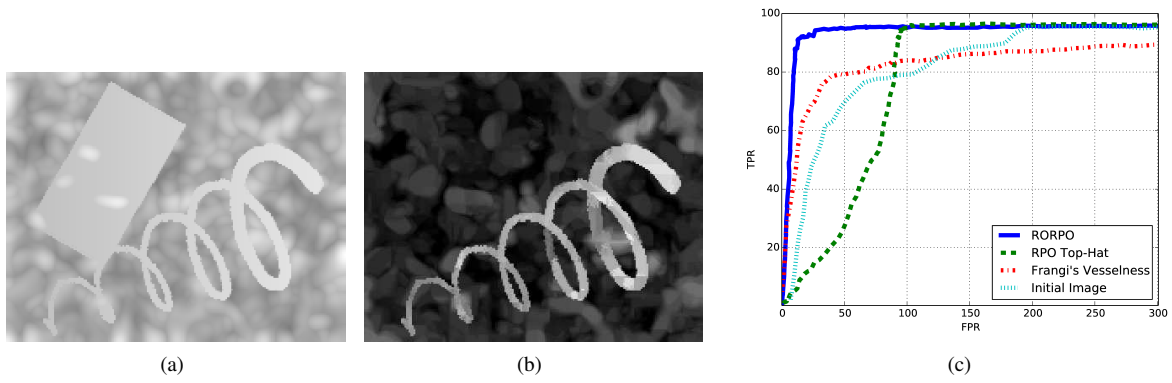 100
80
60
40
20
TPR
0
50
100
150
200
250
300
FPR
RORPO
RPO Top-Hat
Frangi's Vesselness
Initial Image
(a)
(b)
(c)